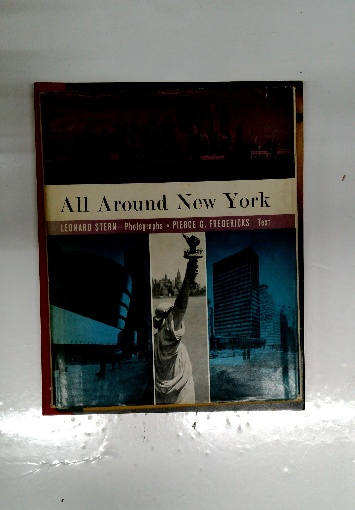 All Around New York
LEONARD STERN Photographs • PIERCE G. FREDERICKS Text